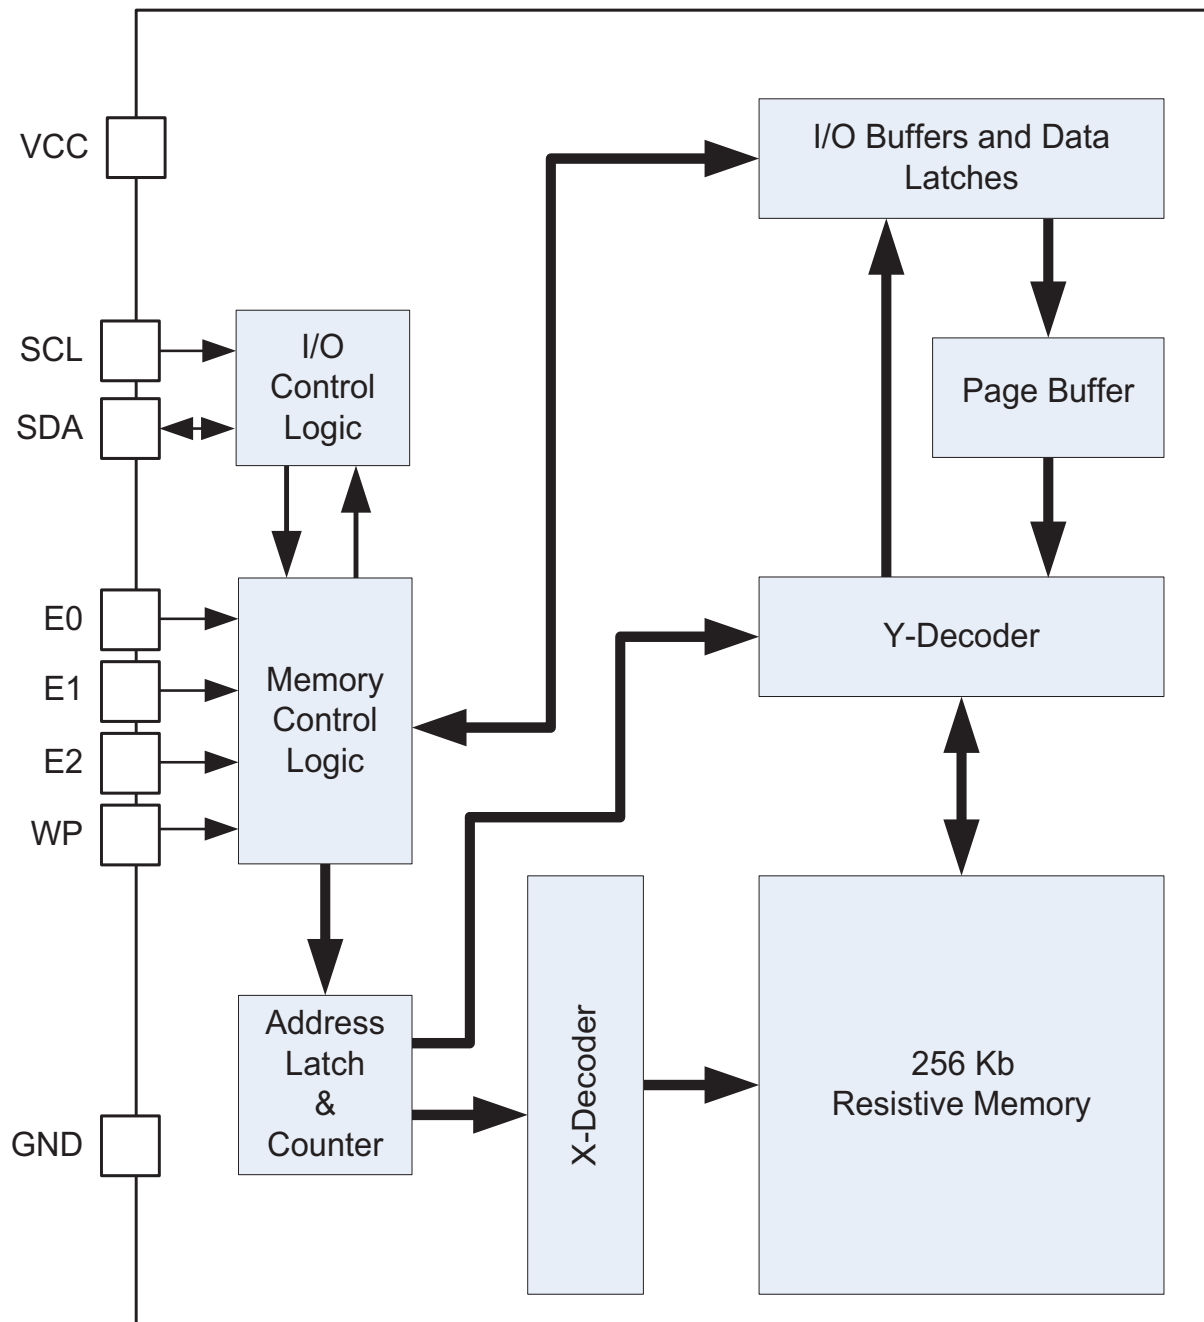 VCC
I/O Buffers and Data
Latches
SCL
SDA
I/O
Control
Logic
Page Buffer
E0
E1
E2
WP
Memory
Control
Logic
Y-Decoder
Address
Latch
&
Counter
X-Decoder
256 Kb
Resistive Memory
GND